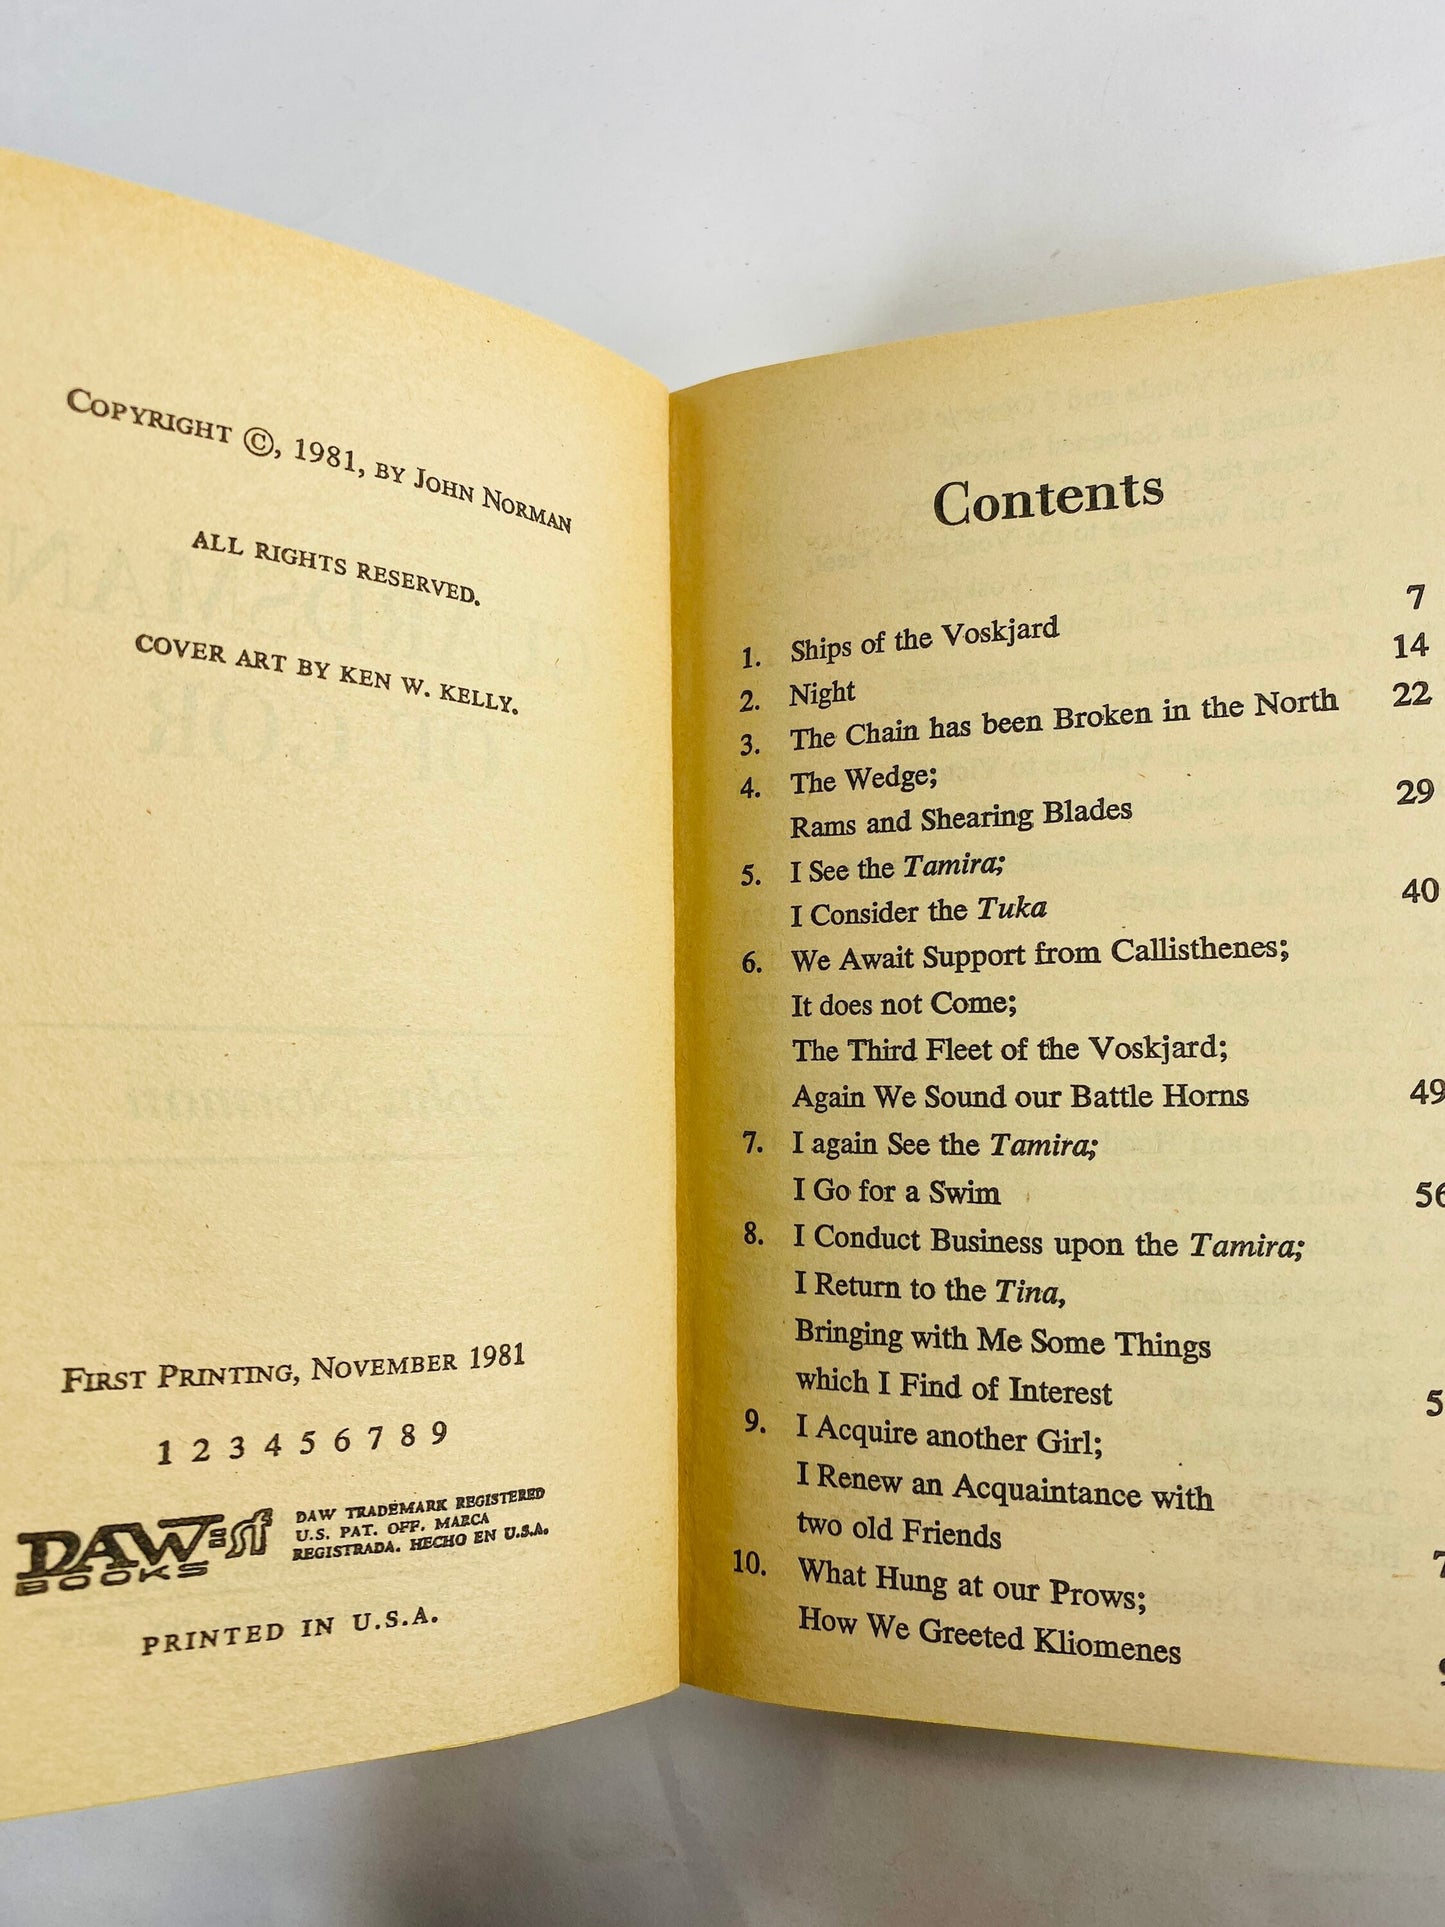 COPYRIGHT ©, 1981, BY JOHN NORMAN
ALL RIGHTS RESERVED.
COVER ART BY KEN W. KELLY.
FIRST PRINTING, NOVEMBER 1981
1 2 3 4 5 6 7 8 9
DAW=sf
BOOKS
DAW TRADEMARK REGISTERED
U.S. PAT. OFF. MARCA
REGISTRADA. HECHO EN U.S.A.
PRINTED IN U.S.A.
Contents
1. Ships of the Voskjard 7
2. Night 14
3. The Chain has been Broken in the North 22
4. The Wedge;
Rams and Shearing Blades 29
5. I See the Tamira;
I Consider the Tuka 40
6. We Await Support from Callisthenes;
It does not Come;
The Third Fleet of the Voskjard;
Again We Sound our Battle Horns 49
7. I again See the Tamira;
I Go for a Swim 56
8. I Conduct Business upon the Tamira;
I Return to the Tina,
Bringing with Me Some Things
which I Find of Interest 5
9. I Acquire another Girl;
I Renew an Acquaintance with
two old Friends 7
10. What Hung at our Prows;
How We Greeted Kliomenes